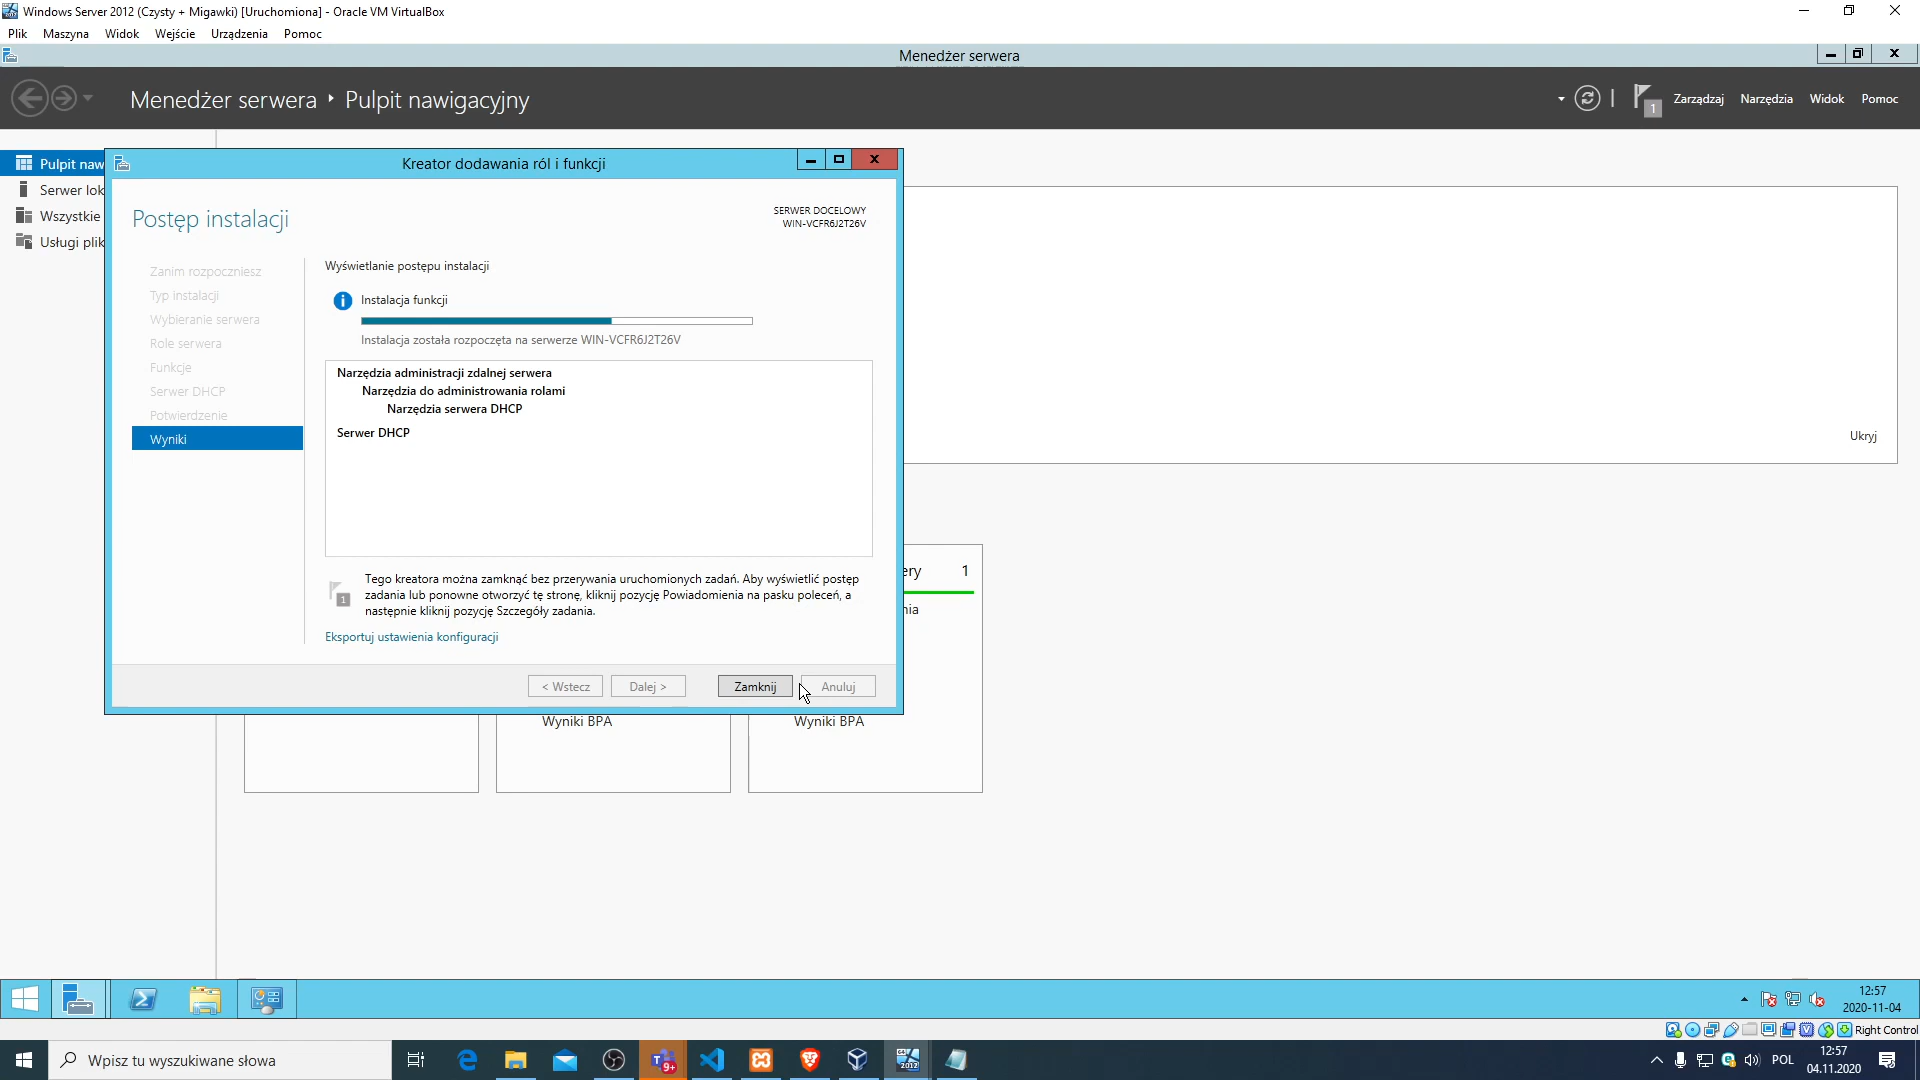 Windows Server 2012 (Czysty + Migawki) [Uruchomiona] - Oracle VM VirtualBox
Plik Maszyna Widok Wejście Urządzenia Pomoc
Menedżer serwera
Menedżer serwera Pulpit nawigacyjny
1 Zarządzaj Narzędzia Widok Pomoc
Pulpit naw
Serwer lok
Wszystkie
Usługi plik
Kreator dodawania ról i funkcji
Postęp instalacji
SERWER DOCELOWY
WIN-VCFR6J2T26V
Zanim rozpoczniesz
Typ instalacji
Wybieranie serwera
Role serwera
Funkcje
Serwer DHCP
Potwierdzenie
Wyniki
Wyświetlanie postępu instalacji
Instalacja funkcji
Instalacja została rozpoczęta na serwerze WIN-VCFR6J2T26V
Narzędzia administracji zdalnej serwera
Narzędzia do administrowania rolami
Narzędzia serwera DHCP
Serwer DHCP
1
Tego kreatora można zamknąć bez przerywania uruchomionych zadań. Aby wyświetlić postęp
zadania lub ponowne otworzyć tę stronę, kliknij pozycję Powiadomienia na pasku poleceń, a
następnie kliknij pozycję Szczegóły zadania.
Eksportuj ustawienia konfiguracji
< Wstecz Dalej > Zamknij Anuluj
Ukryj
ery 1
nia
Wyniki BPA
Wyniki BPA
12:57
2020-11-04
Right Control
Wpisz tu wyszukiwane słowo
9+
2012
POL
12:57
04.11.2020